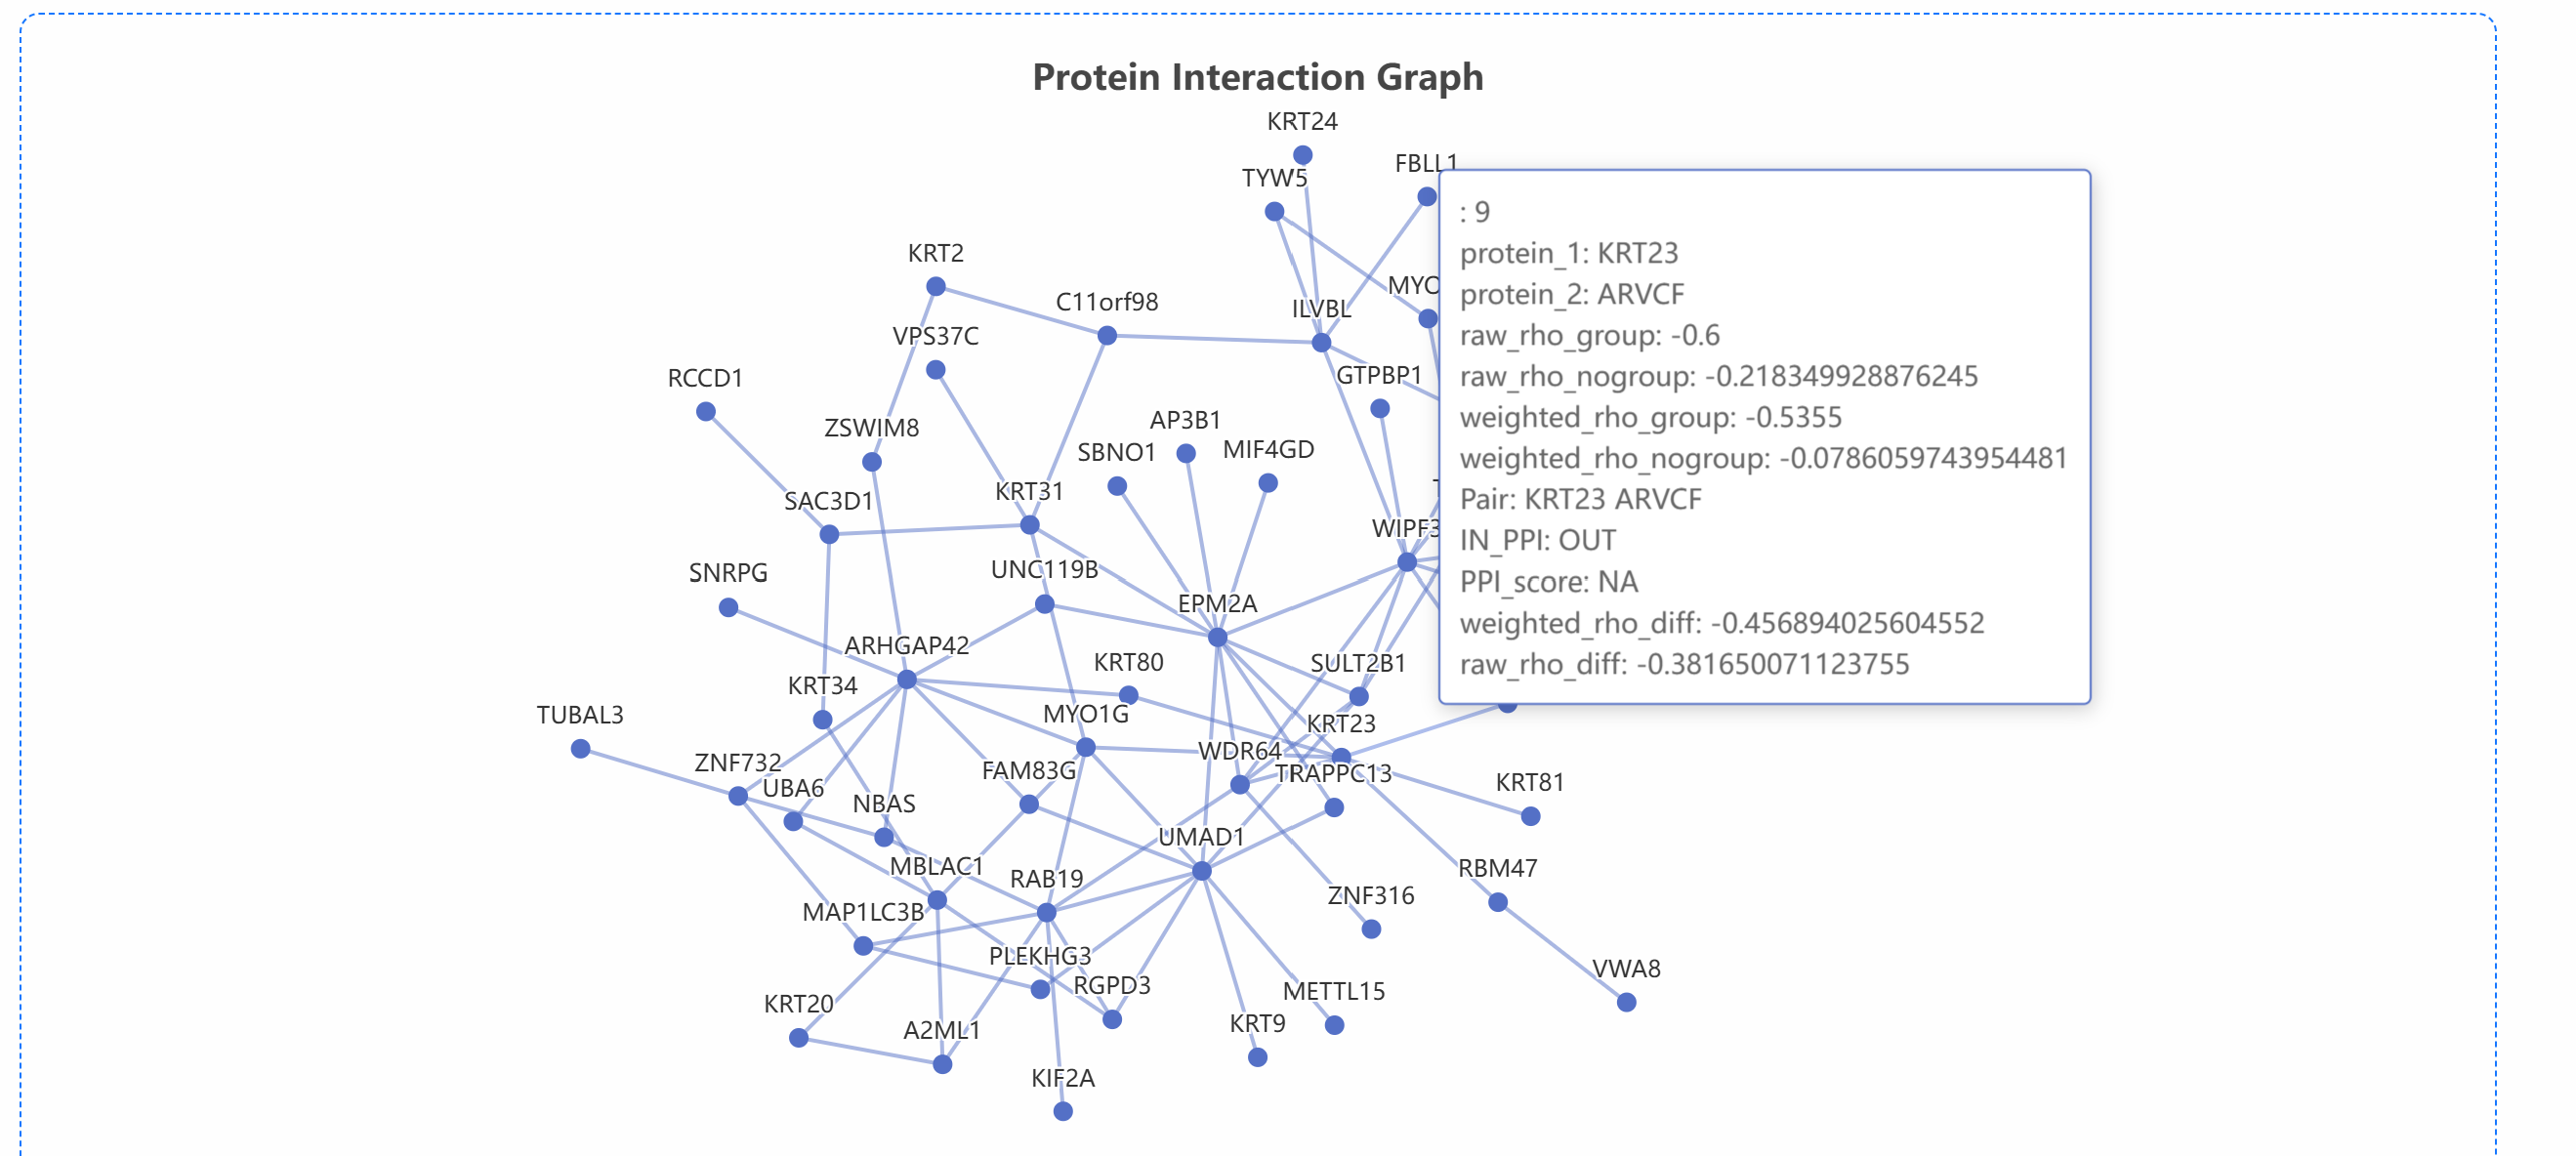 Protein Interaction Graph
KRT24
FBLL1
TYW5
: 9
protein_1: KRT23
KRT2
protein_2: ARVCF
MYO
C11orf98
ILVBL
VPS37C
raw_rho_group: -0.6
RCCD1
GTPBP1
raw_rho_nogroup: -0.218349928876245
AP3B1
weighted_rho_group: -0.5355
ZSWIM8
SBNO1
MIF4GD
weighted_rho_nogroup: -0.0786059743954481
KRT31
SAC3D1
Pair: KRT23 ARVCF
WIPF3
IN_PPI: OUT
SNRPG
UNC119B
PPI_score: NA
EPM2A
weighted_rho_diff: -0.456894025604552
ARHGAP42
KRT80
SULT2B1
raw_rho_diff: -0.381650071123755
KRT34
TUBAL3
MYO1G
KRT23
WDR64
ZNF732
FAM83G
TRAPPC13
UBA6
KRT81
NBAS
UMAD1
MBLAC1
RBM47
RAB19
ZNF316
MAP1LC3B
PLEKHG3
VWA8
RGPD3
METTL15
KRT20
KRT9
A2ML1
KIF2A